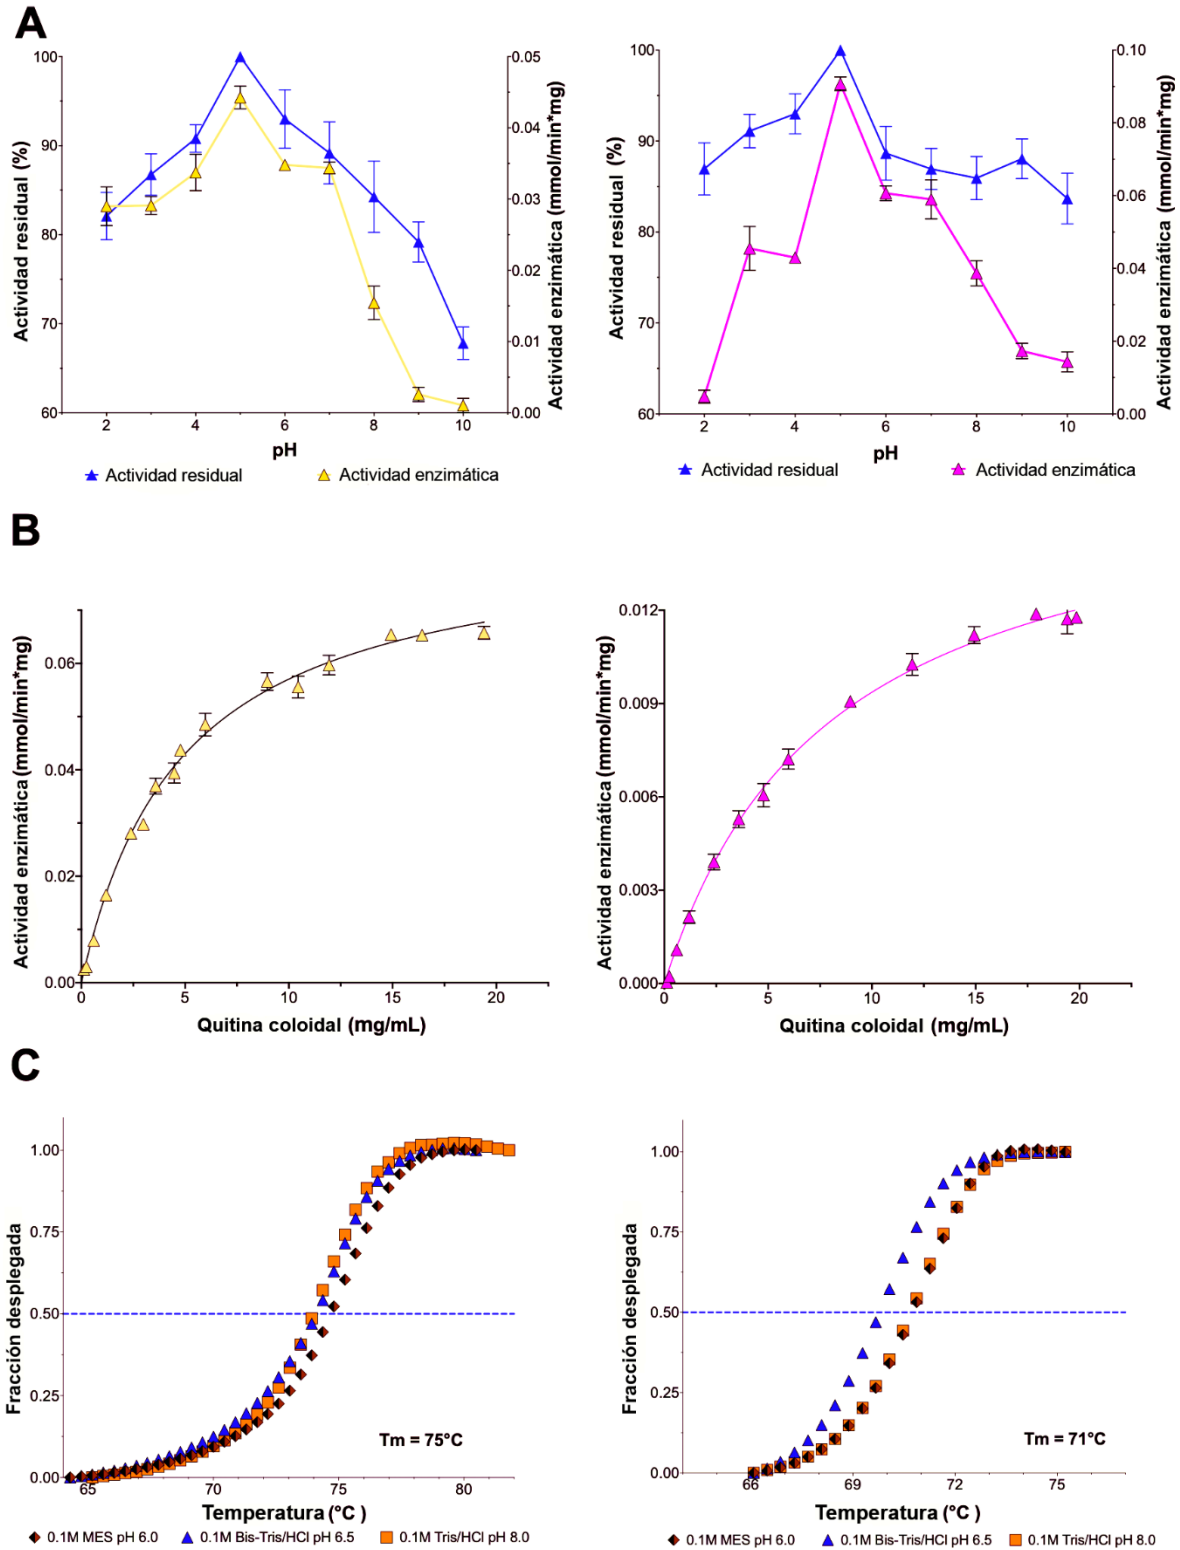 A
Actividad residual (%)
100
90
80
70
60
2
4
6
8
10
pH
0.05
0.04
0.03
0.02
0.01
0.00
Actividad enzimática (mmol/min*mg)
Actividad residual
Actividad enzimática
Actividad residual (%)
100
90
80
70
60
2
4
6
8
10
pH
0.10
0.08
0.06
0.04
0.02
0.00
Actividad enzimática (mmol/min*mg)
Actividad residual
Actividad enzimática
B
Actividad enzimática (mmol/min*mg)
0.06
0.04
0.02
0.00
0
5
10
15
20
Quitina coloidal (mg/mL)
Actividad enzimática (mmol/min*mg)
0.012
0.009
0.006
0.003
0.000
0
5
10
15
20
Quitina coloidal (mg/mL)
C
Fracción desplegada
1.00
0.75
0.50
0.25
0.00
Tm = 75°C
65
70
75
80
Temperatura (°C)
0.1M MES pH 6.0
0.1M Bis-Tris/HCl pH 6.5
0.1M Tris/HCl pH 8.0
Fracción desplegada
1.00
0.75
0.50
0.25
0.00
Tm = 71°C
66
69
72
75
Temperatura (°C )
0.1M MES pH 6.0
0.1M Bis-Tris/HCl pH 6.5
0.1M Tris/HCl pH 8.0